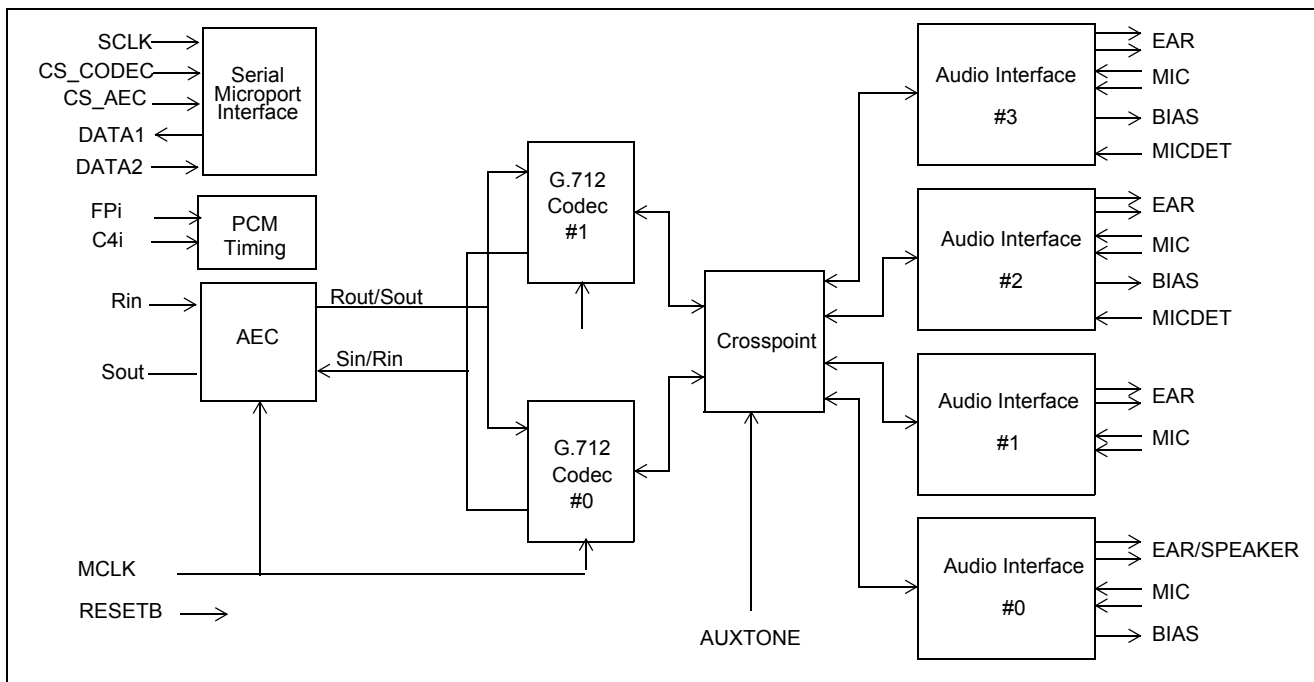 SCLK
CS_CODEC
CS_AEC
DATA1
DATA2
Serial
Microport
Interface
FPi
C4i
PCM
Timing
Rin
Sout
AEC
Rout/Sout
Sin/Rin
MCLK
RESETB
G.712
Codec
#1
G.712
Codec
#0
Crosspoint
AUXTONE
Audio Interface
#3
EAR
MIC
BIAS
MICDET
Audio Interface
#2
EAR
MIC
BIAS
MICDET
Audio Interface
#1
EAR
MIC
Audio Interface
#0
EAR/SPEAKER
MIC
BIAS